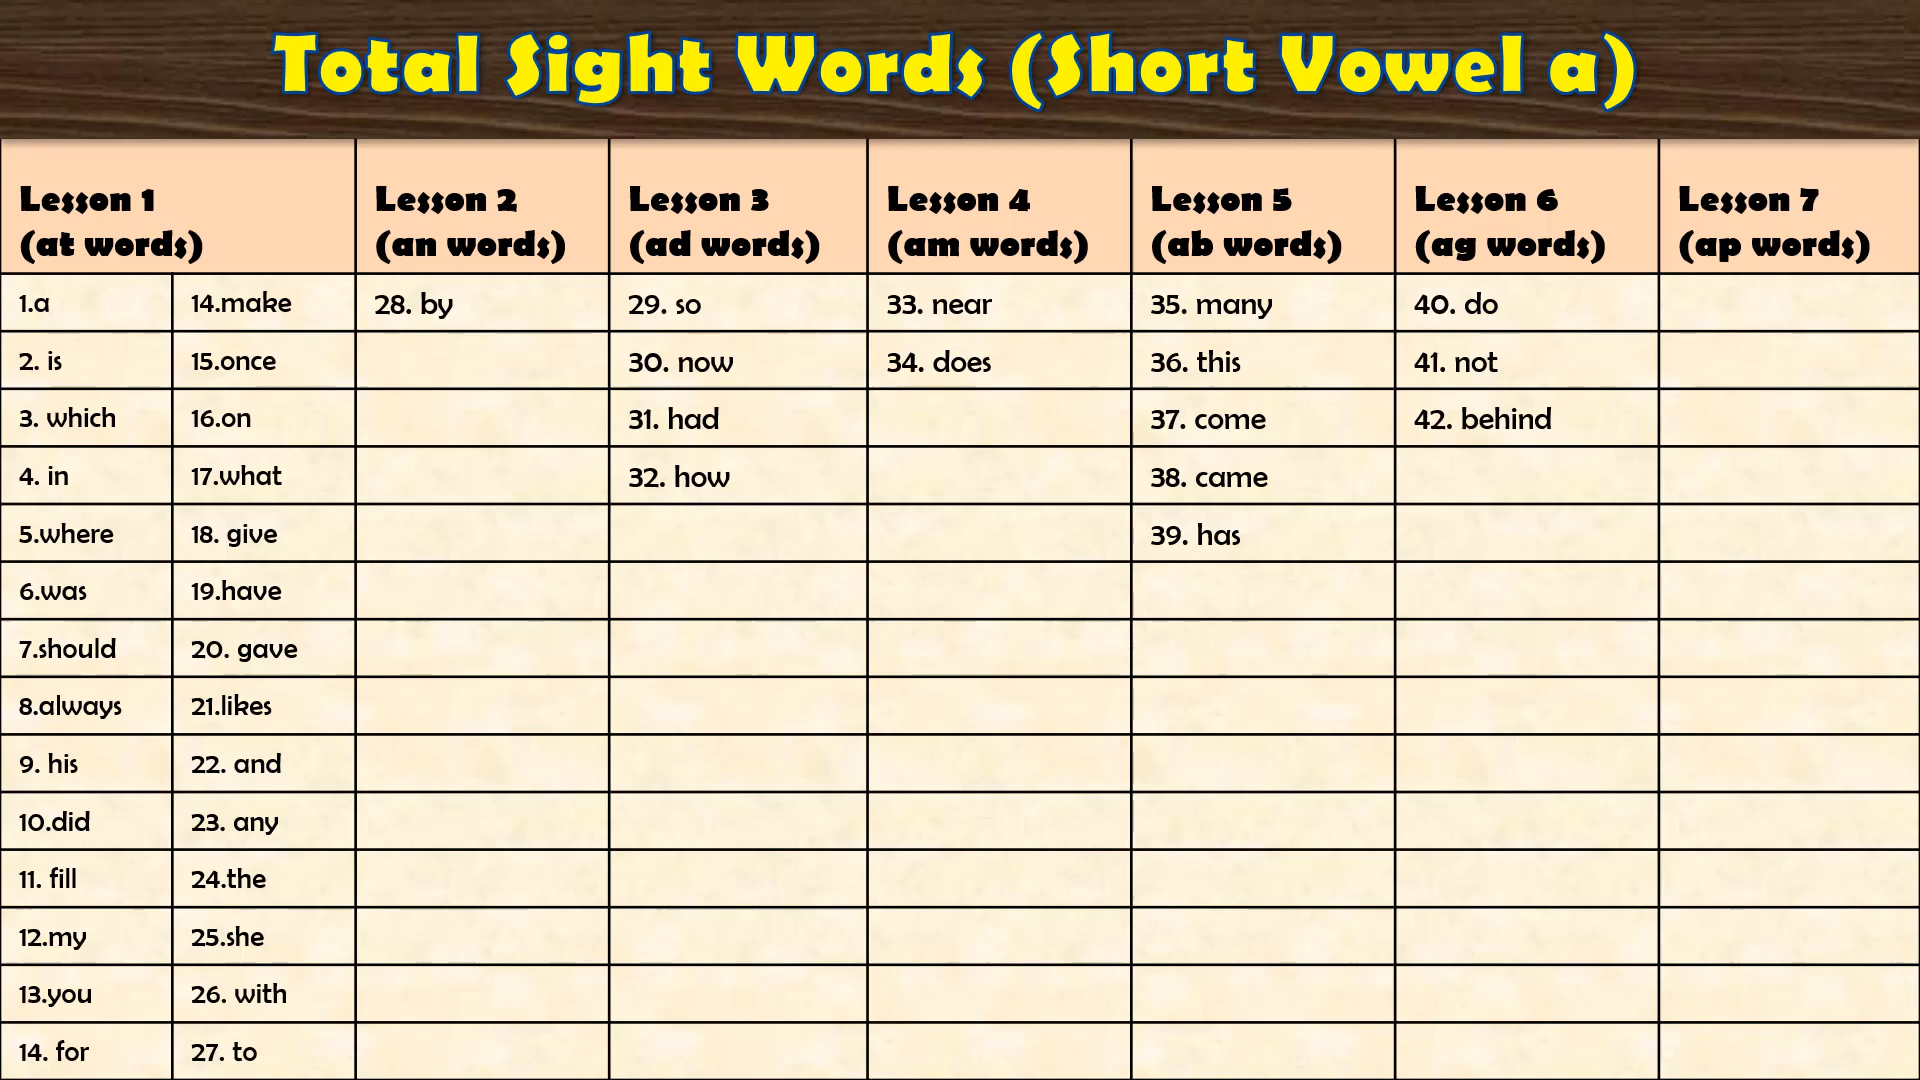 Total Sight Words (Short Vowel a)
Lesson 1
(at words)
Lesson 2
(an words)
Lesson 3
(ad words)
Lesson 4
(am words)
Lesson 5
(ab words)
Lesson 6
(ag words)
Lesson 7
(ap words)
1.a 14.make 28. by 29. so 33. near 35. many 40. do
2. is 15.once 30. now 34. does 36. this 41. not
3. which 16.on 31. had 37. come 42. behind
4. in 17.what 32. how 38. came
5.where 18. give 39. has
6.was 19.have
7.should 20. gave
8.always 21.likes
9. his 22. and
10.did 23. any
11. fill 24.the
12.my 25.she
13.you 26. with
14. for 27. to